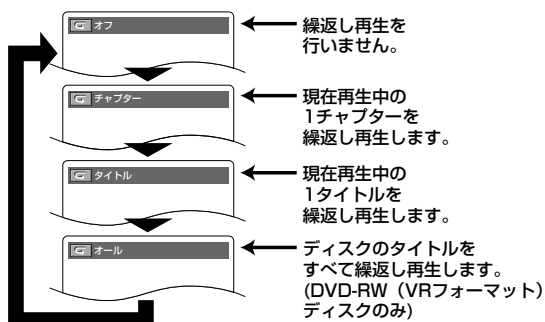 オフ
繰返し再生を
行いません。
チャプター
現在再生中の
1チャプターを
繰返し再生します。
タイトル
現在再生中の
1タイトルを
繰返し再生します。
オール
ディスクのタイトルを
すべて繰返し再生します。
(DVD-RW（VRフォーマット）
ディスクのみ)